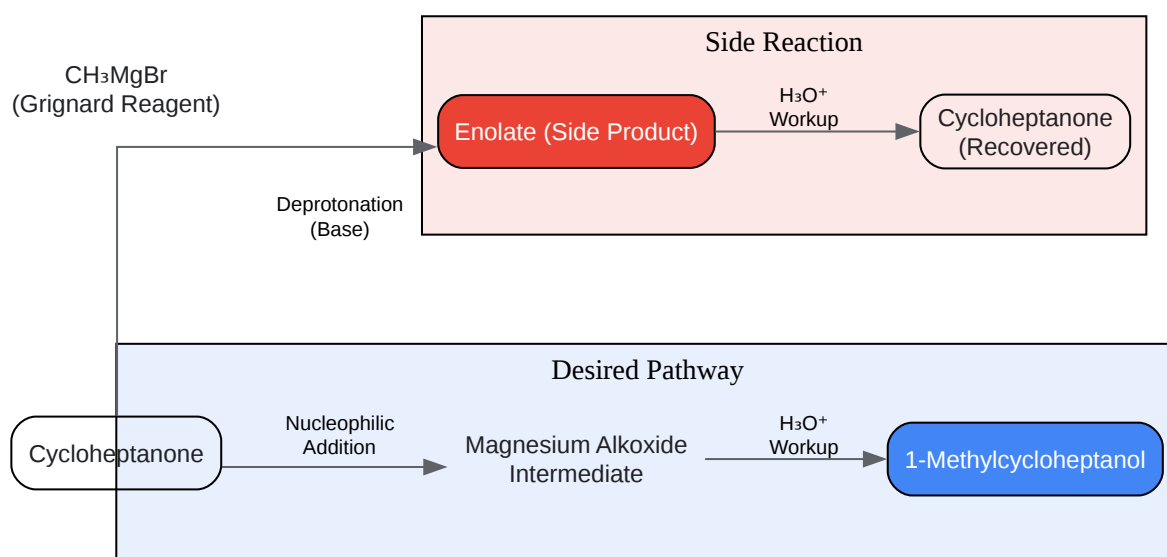 Side Reaction
CH₃MgBr
(Grignard Reagent)
Enolate (Side Product)
H₃O⁺
Workup
Cycloheptanone
(Recovered)
Deprotonation
(Base)
Desired Pathway
Cycloheptanone
Nucleophilic
Addition
Magnesium Alkoxide
Intermediate
H₃O⁺
Workup
1-Methylcycloheptanol